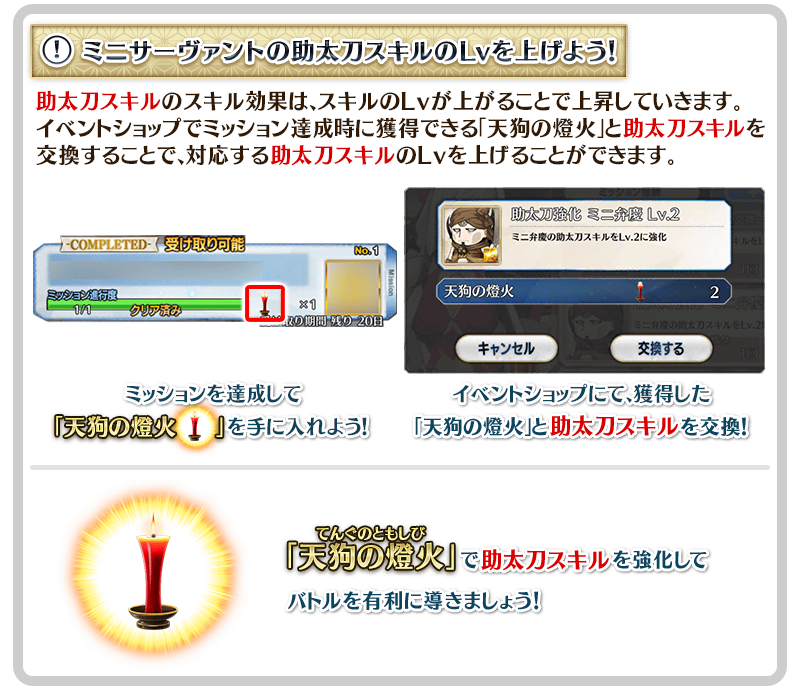 ! ミニサーヴァントの助太刀スキルのLvを上げよう!
助太刀スキルのスキル効果は、スキルのLvが上がることで上昇していきます。
イベントショップでミッション達成時に獲得できる「天狗の燈火」と助太刀スキルを
交換することで、対応する助太刀スキルのLvを上げることができます。
-COMPLETED- 受け取り可能
No.1
Mission
ミッション進行度
1/1 クリア済み
×1
取り期間 残り 20日
助太刀強化 ミニ弁慶 Lv.2
ミニ弁慶の助太刀スキルをLv.2に強化
天狗の燈火 2
キャンセル 交換する
ミッションを達成して
「天狗の燈火」を手に入れよう!
イベントショップにて、獲得した
「天狗の燈火」と助太刀スキルを交換!
てんぐのともしび
「天狗の燈火」で助太刀スキルを強化して
バトルを有利に導きましょう!